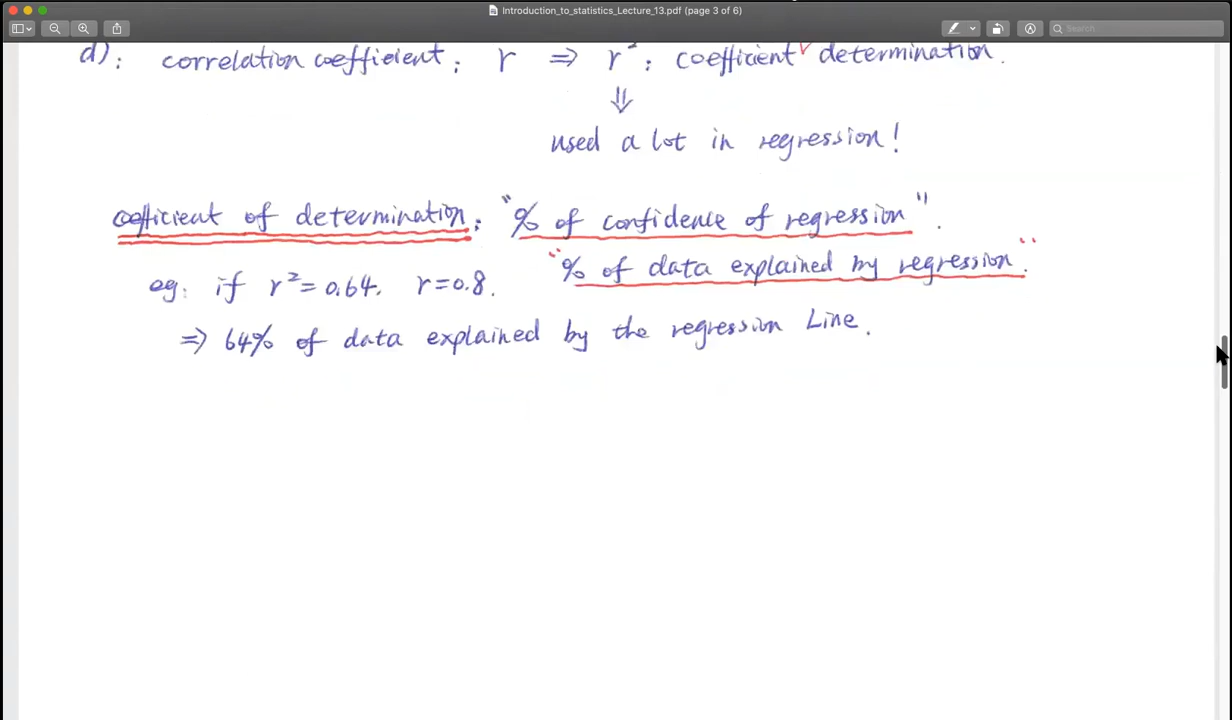 Introduction_to_statistics_Lecture_13.pdf (page 3 of 6)
Search
d): correlation coefficient: r ⇒ r²: coefficient determination.
⇓
used a lot in regression!
coefficient of determination: "% of confidence of regression".
"% of data explained by regression".
eg: if r²=0.64. r=0.8.
⇒ 64% of data explained by the regression Line.